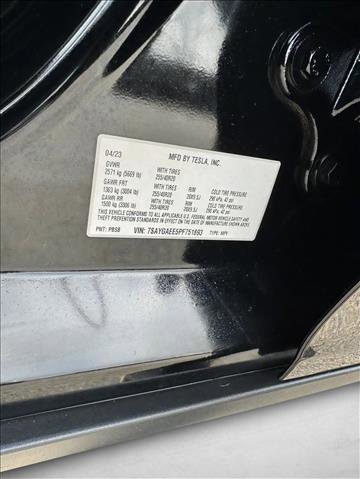 MFD BY TESLA, INC.
04/23
GVWR
2571 kg (5669 lb) WITH TIRES 255/40R20
GAWR FRT
1363 kg (3004 lb) WITH TIRES 255/40R20 RIM 20X9.5J COLD TIRE PRESSURE 290 kPa, 42 psi
GAWR RR
1500 kg (3306 lb) WITH TIRES 255/40R20 RIM 20X9.5J COLD TIRE PRESSURE 290 kPa, 42 psi
THIS VEHICLE CONFORMS TO ALL APPLICABLE U.S. FEDERAL MOTOR VEHICLE SAFETY AND
THEFT PREVENTION STANDARDS IN EFFECT ON THE DATE OF MANUFACTURE SHOWN ABOVE.
PNT: PBSB VIN: 7SAYGAEE5PF751693 TYPE: MPV